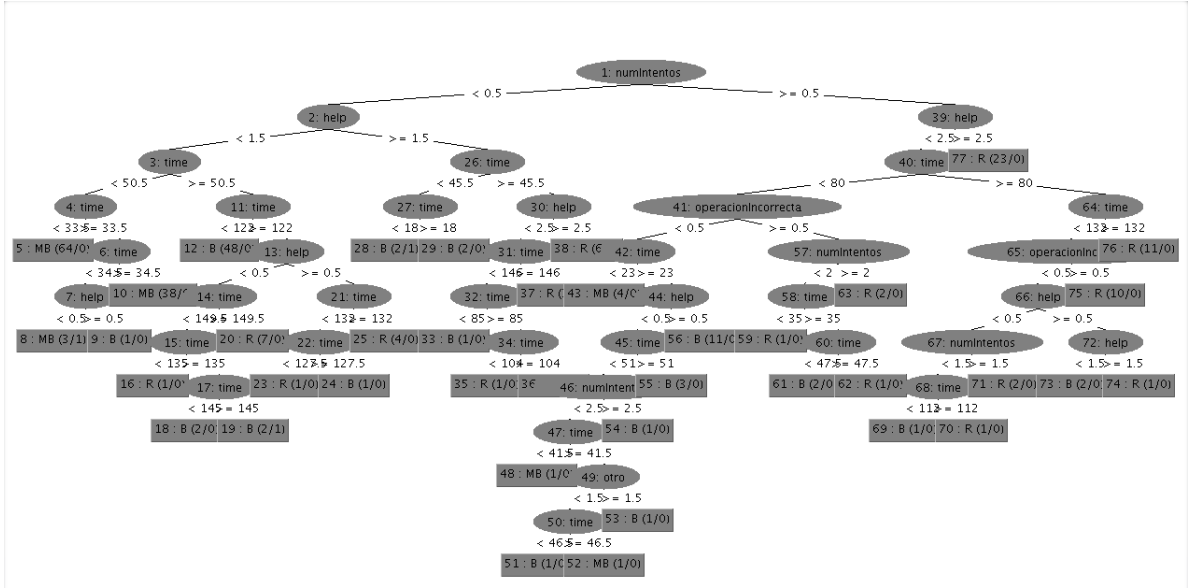 1: numIntentos
< 0.5 >= 0.5
2: help 39: help
< 1.5 >= 1.5 < 2.5 >= 2.5
3: time 26: time 40: time 77 : R (23/0)
< 50.5 >= 50.5 < 45.5 >= 45.5 < 80 >= 80
4: time 11: time 27: time 30: help 41: operacionIncorrecta 64: time
< 33.5 >= 33.5 < 122 >= 122 < 18 >= 18 < 2.5 >= 2.5 < 0.5 >= 0.5 < 132 >= 132
5 : MB (64/0) 6: time 12 : B (48/0) 13: help 28 : B (2/1) 29 : B (2/0) 31: time 38 : R (6 42: time 57: numIntentos 65: operacionInc 76 : R (11/0)
< 34.5 >= 34.5 < 0.5 >= 0.5 < 146 >= 146 < 23 >= 23 < 2 >= 2 < 0.5 >= 0.5
7: help 10 : MB (38/ 14: time 21: time 32: time 37 : R ( 43 : MB (4/0) 44: help 58: time 63 : R (2/0) 66: help 75 : R (10/0)
< 0.5 >= 0.5 < 149.5 >= 149.5 < 132 >= 132 < 85 >= 85 < 0.5 >= 0.5 < 35 >= 35 < 0.5 >= 0.5
8 : MB (3/1) 9 : B (1/0) 15: time 20 : R (7/0) 22: time 25 : R (4/0) 33 : B (1/0) 34: time 45: time 56 : B (11/0) 59 : R (1/0) 60: time 67: numIntentos 72: help
< 135 >= 135 < 127.5 >= 127.5 < 104 >= 104 < 51 >= 51 < 47.5 >= 47.5 < 1.5 >= 1.5 < 1.5 >= 1.5
16 : R (1/0) 17: time 23 : R (1/0) 24 : B (1/0) 35 : R (1/0) 36 46: numIntent 55 : B (3/0) 61 : B (2/0) 62 : R (1/0) 68: time 71 : R (2/0) 73 : B (2/0) 74 : R (1/0)
< 145 >= 145 < 2.5 >= 2.5 < 112 >= 112
18 : B (2/0) 19 : B (2/1) 47: time 54 : B (1/0) 69 : B (1/0) 70 : R (1/0)
< 41.5 >= 41.5
48 : MB (1/0) 49: otro
< 1.5 >= 1.5
50: time 53 : B (1/0)
< 46.5 >= 46.5
51 : B (1/0) 52 : MB (1/0)